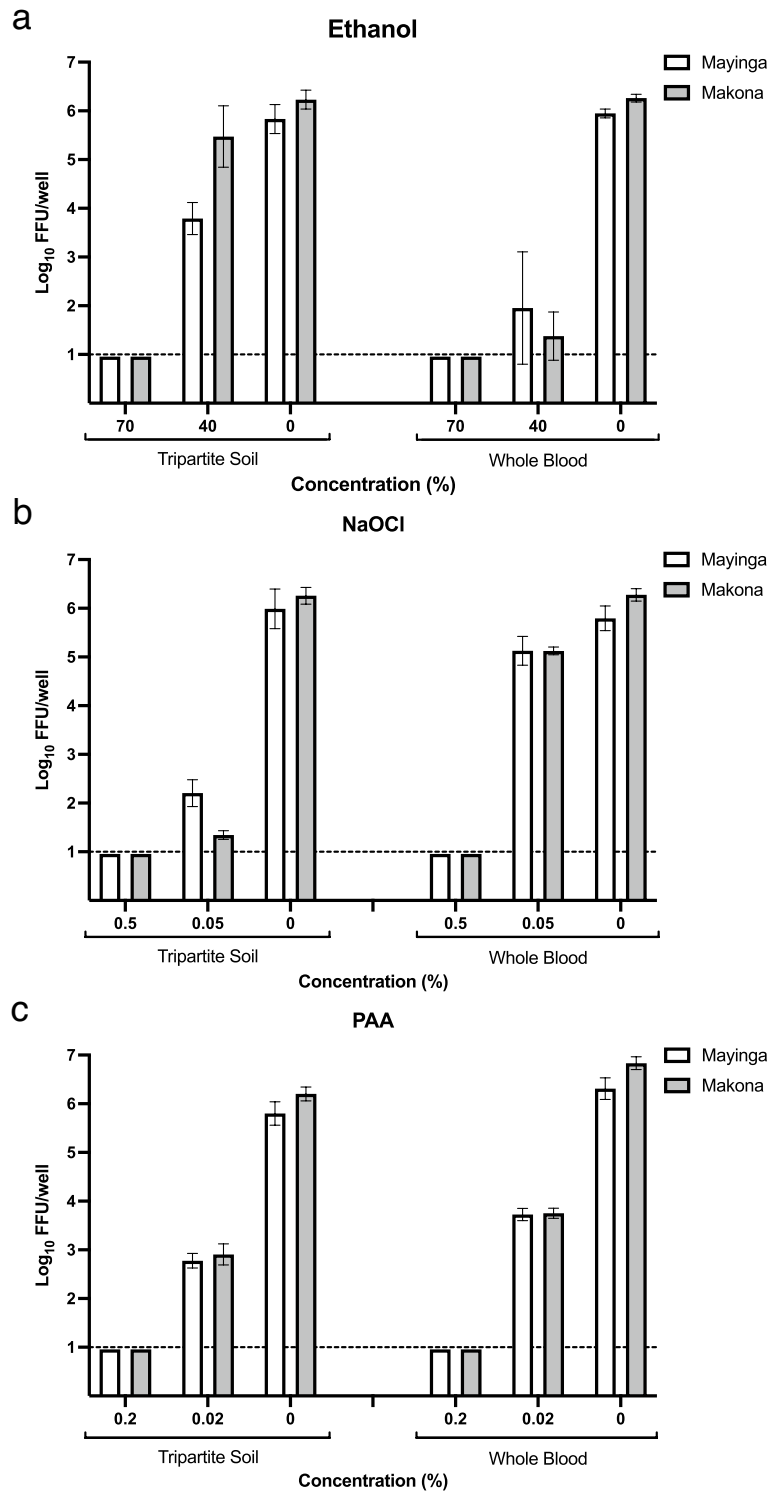 a
Ethanol
Mayinga
Makona
Log10 FFU/well
7
6
5
4
3
2
1
70 40 0 70 40 0
Tripartite Soil Whole Blood
Concentration (%)
b
NaOCl
Mayinga
Makona
Log10 FFU/well
7
6
5
4
3
2
1
0.5 0.05 0 0.5 0.05 0
Tripartite Soil Whole Blood
Concentration (%)
c
PAA
Mayinga
Makona
Log10 FFU/well
7
6
5
4
3
2
1
0.2 0.02 0 0.2 0.02 0
Tripartite Soil Whole Blood
Concentration (%)